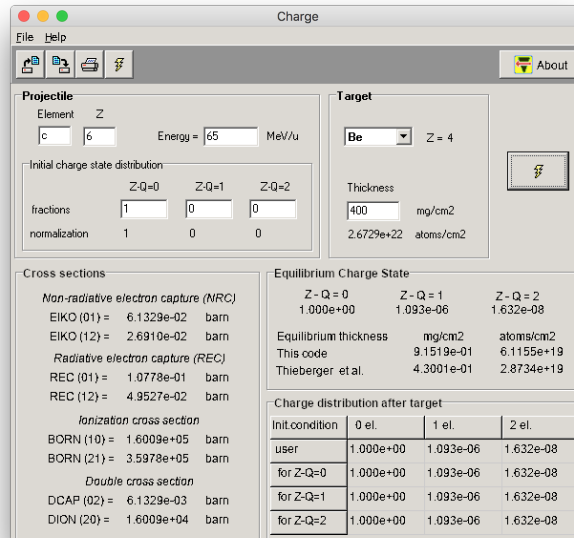 Charge
File Help
About
Projectile
Element Z
c 6 Energy = 65 MeV/u
Initial charge state distribution
Z-Q=0 Z-Q=1 Z-Q=2
fractions 1 0 0
normalization 1 0 0
Target
Be Z = 4
Thickness
400 mg/cm2
2.6729e+22 atoms/cm2
Cross sections
Non-radiative electron capture (NRC)
EIKO (01) = 6.1329e-02 barn
EIKO (12) = 2.6910e-02 barn
Radiative electron capture (REC)
REC (01) = 1.0778e-01 barn
REC (12) = 4.9527e-02 barn
Ionization cross section
BORN (10) = 1.6009e+05 barn
BORN (21) = 3.5978e+05 barn
Double cross section
DCAP (02) = 6.1329e-03 barn
DION (20) = 1.6009e+04 barn
Equilibrium Charge State
Z - Q = 0 Z - Q = 1 Z - Q = 2
1.000e+00 1.093e-06 1.632e-08
Equilibrium thickness mg/cm2 atoms/cm2
This code 9.1519e-01 6.1155e+19
Thieberger et al. 4.3001e-01 2.8734e+19
Charge distribution after target
Init.condition 0 el. 1 el. 2 el.
user 1.000e+00 1.093e-06 1.632e-08
for Z-Q=0 1.000e+00 1.093e-06 1.632e-08
for Z-Q=1 1.000e+00 1.093e-06 1.632e-08
for Z-Q=2 1.000e+00 1.093e-06 1.632e-08